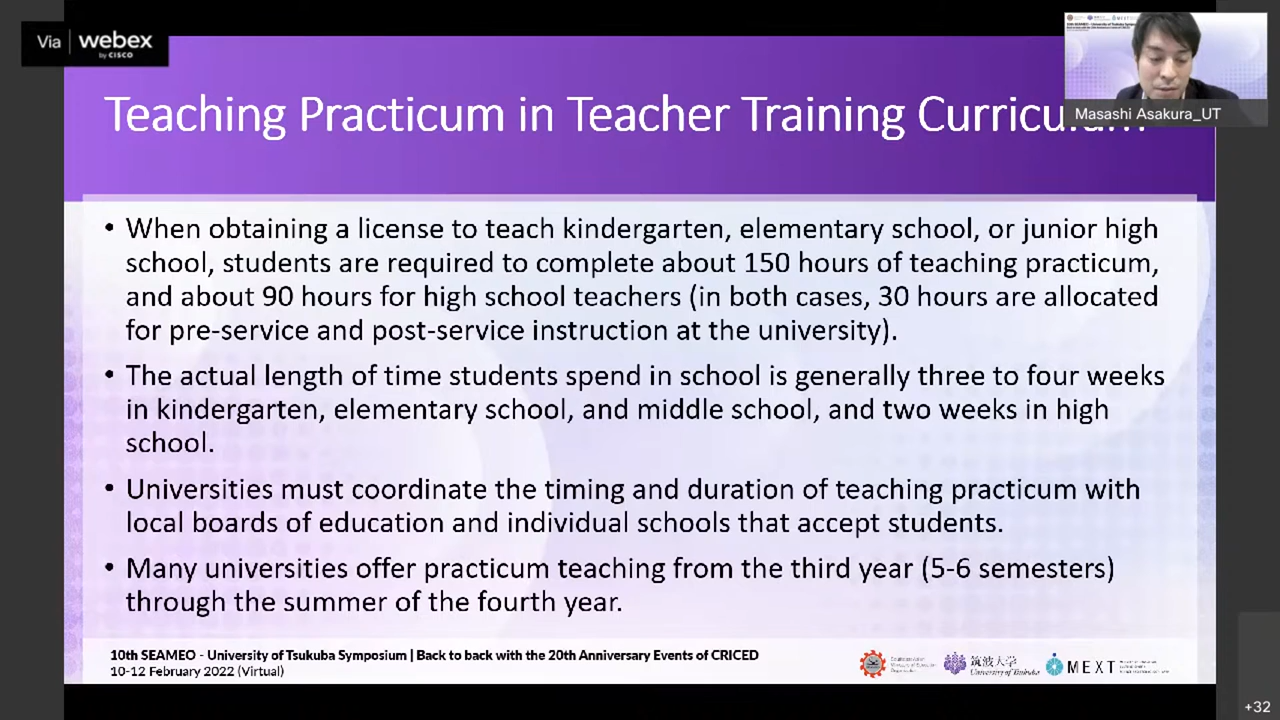 Via webex
by CISCO
Masashi Asakura_UT
Teaching Practicum in Teacher Training Curriculum
• When obtaining a license to teach kindergarten, elementary school, or junior high
school, students are required to complete about 150 hours of teaching practicum,
and about 90 hours for high school teachers (in both cases, 30 hours are allocated
for pre-service and post-service instruction at the university).
• The actual length of time students spend in school is generally three to four weeks
in kindergarten, elementary school, and middle school, and two weeks in high
school.
• Universities must coordinate the timing and duration of teaching practicum with
local boards of education and individual schools that accept students.
• Many universities offer practicum teaching from the third year (5-6 semesters)
through the summer of the fourth year.
10th SEAMEO - University of Tsukuba Symposium | Back to back with the 20th Anniversary Events of CRICED
10-12 February 2022 (Virtual)
筑波大学
University of Tsukuba
MEXT
+32